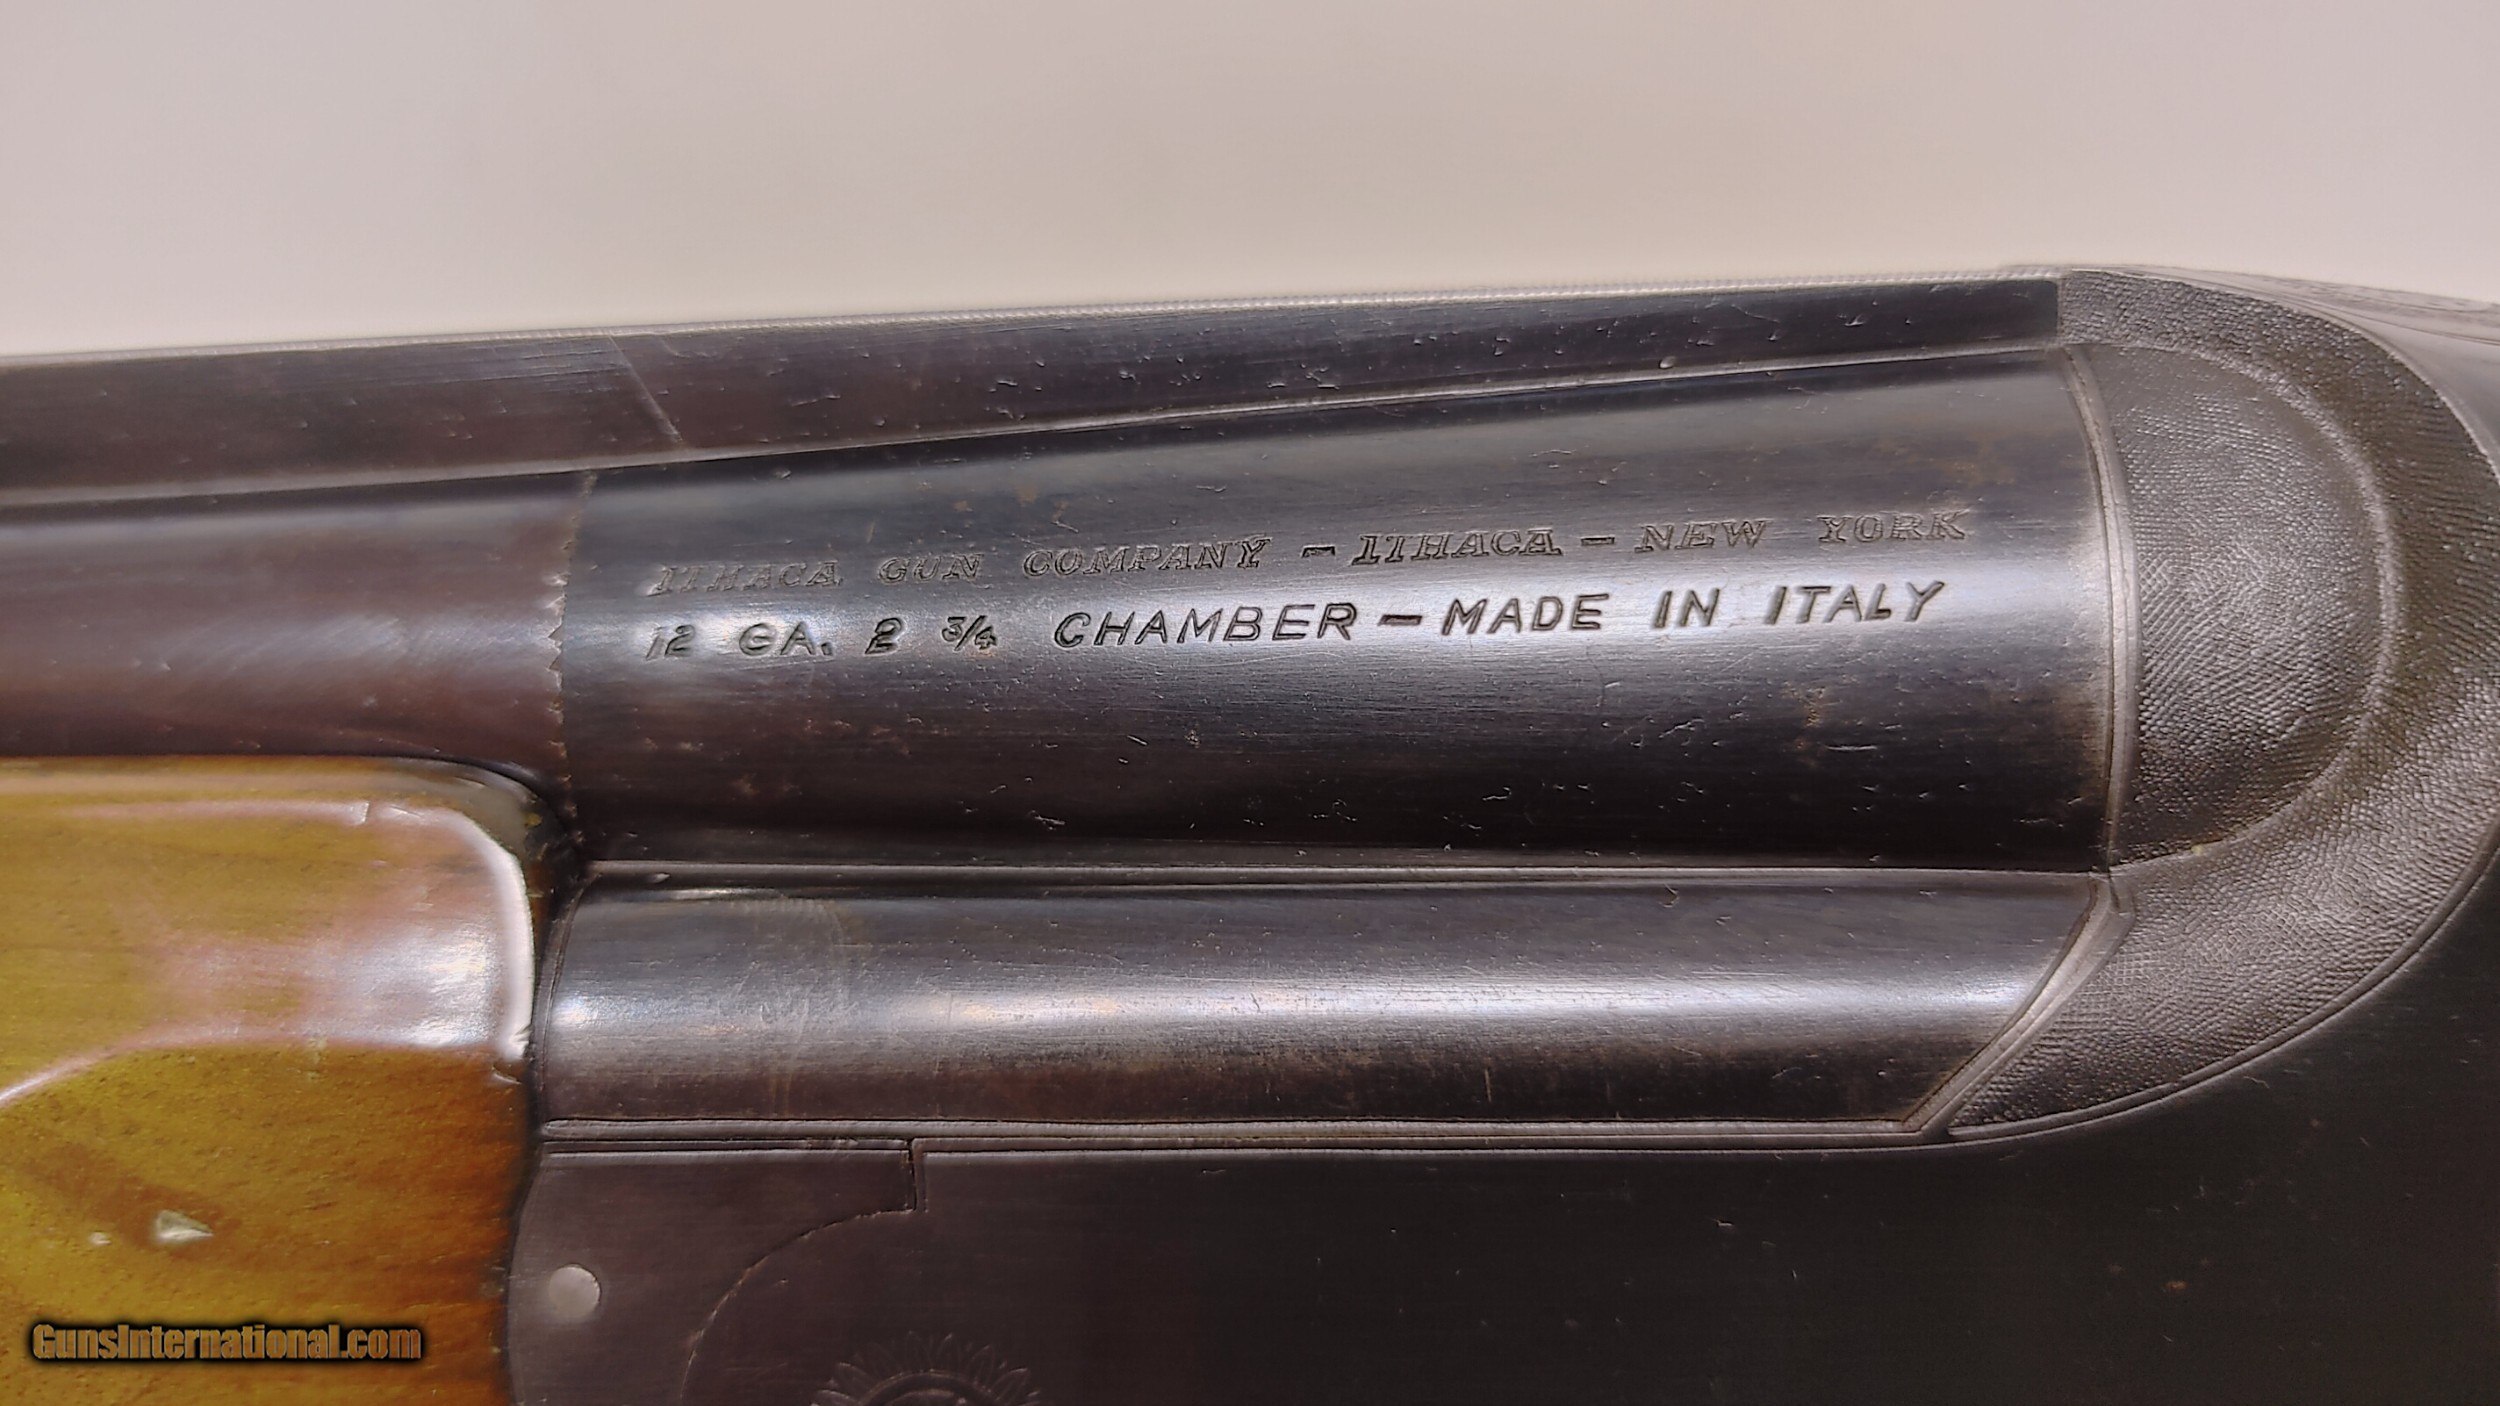 ITHACA GUN COMPANY - ITHACA - NEW YORK
12 GA. 2 3/4 CHAMBER - MADE IN ITALY
GunsInternational.com